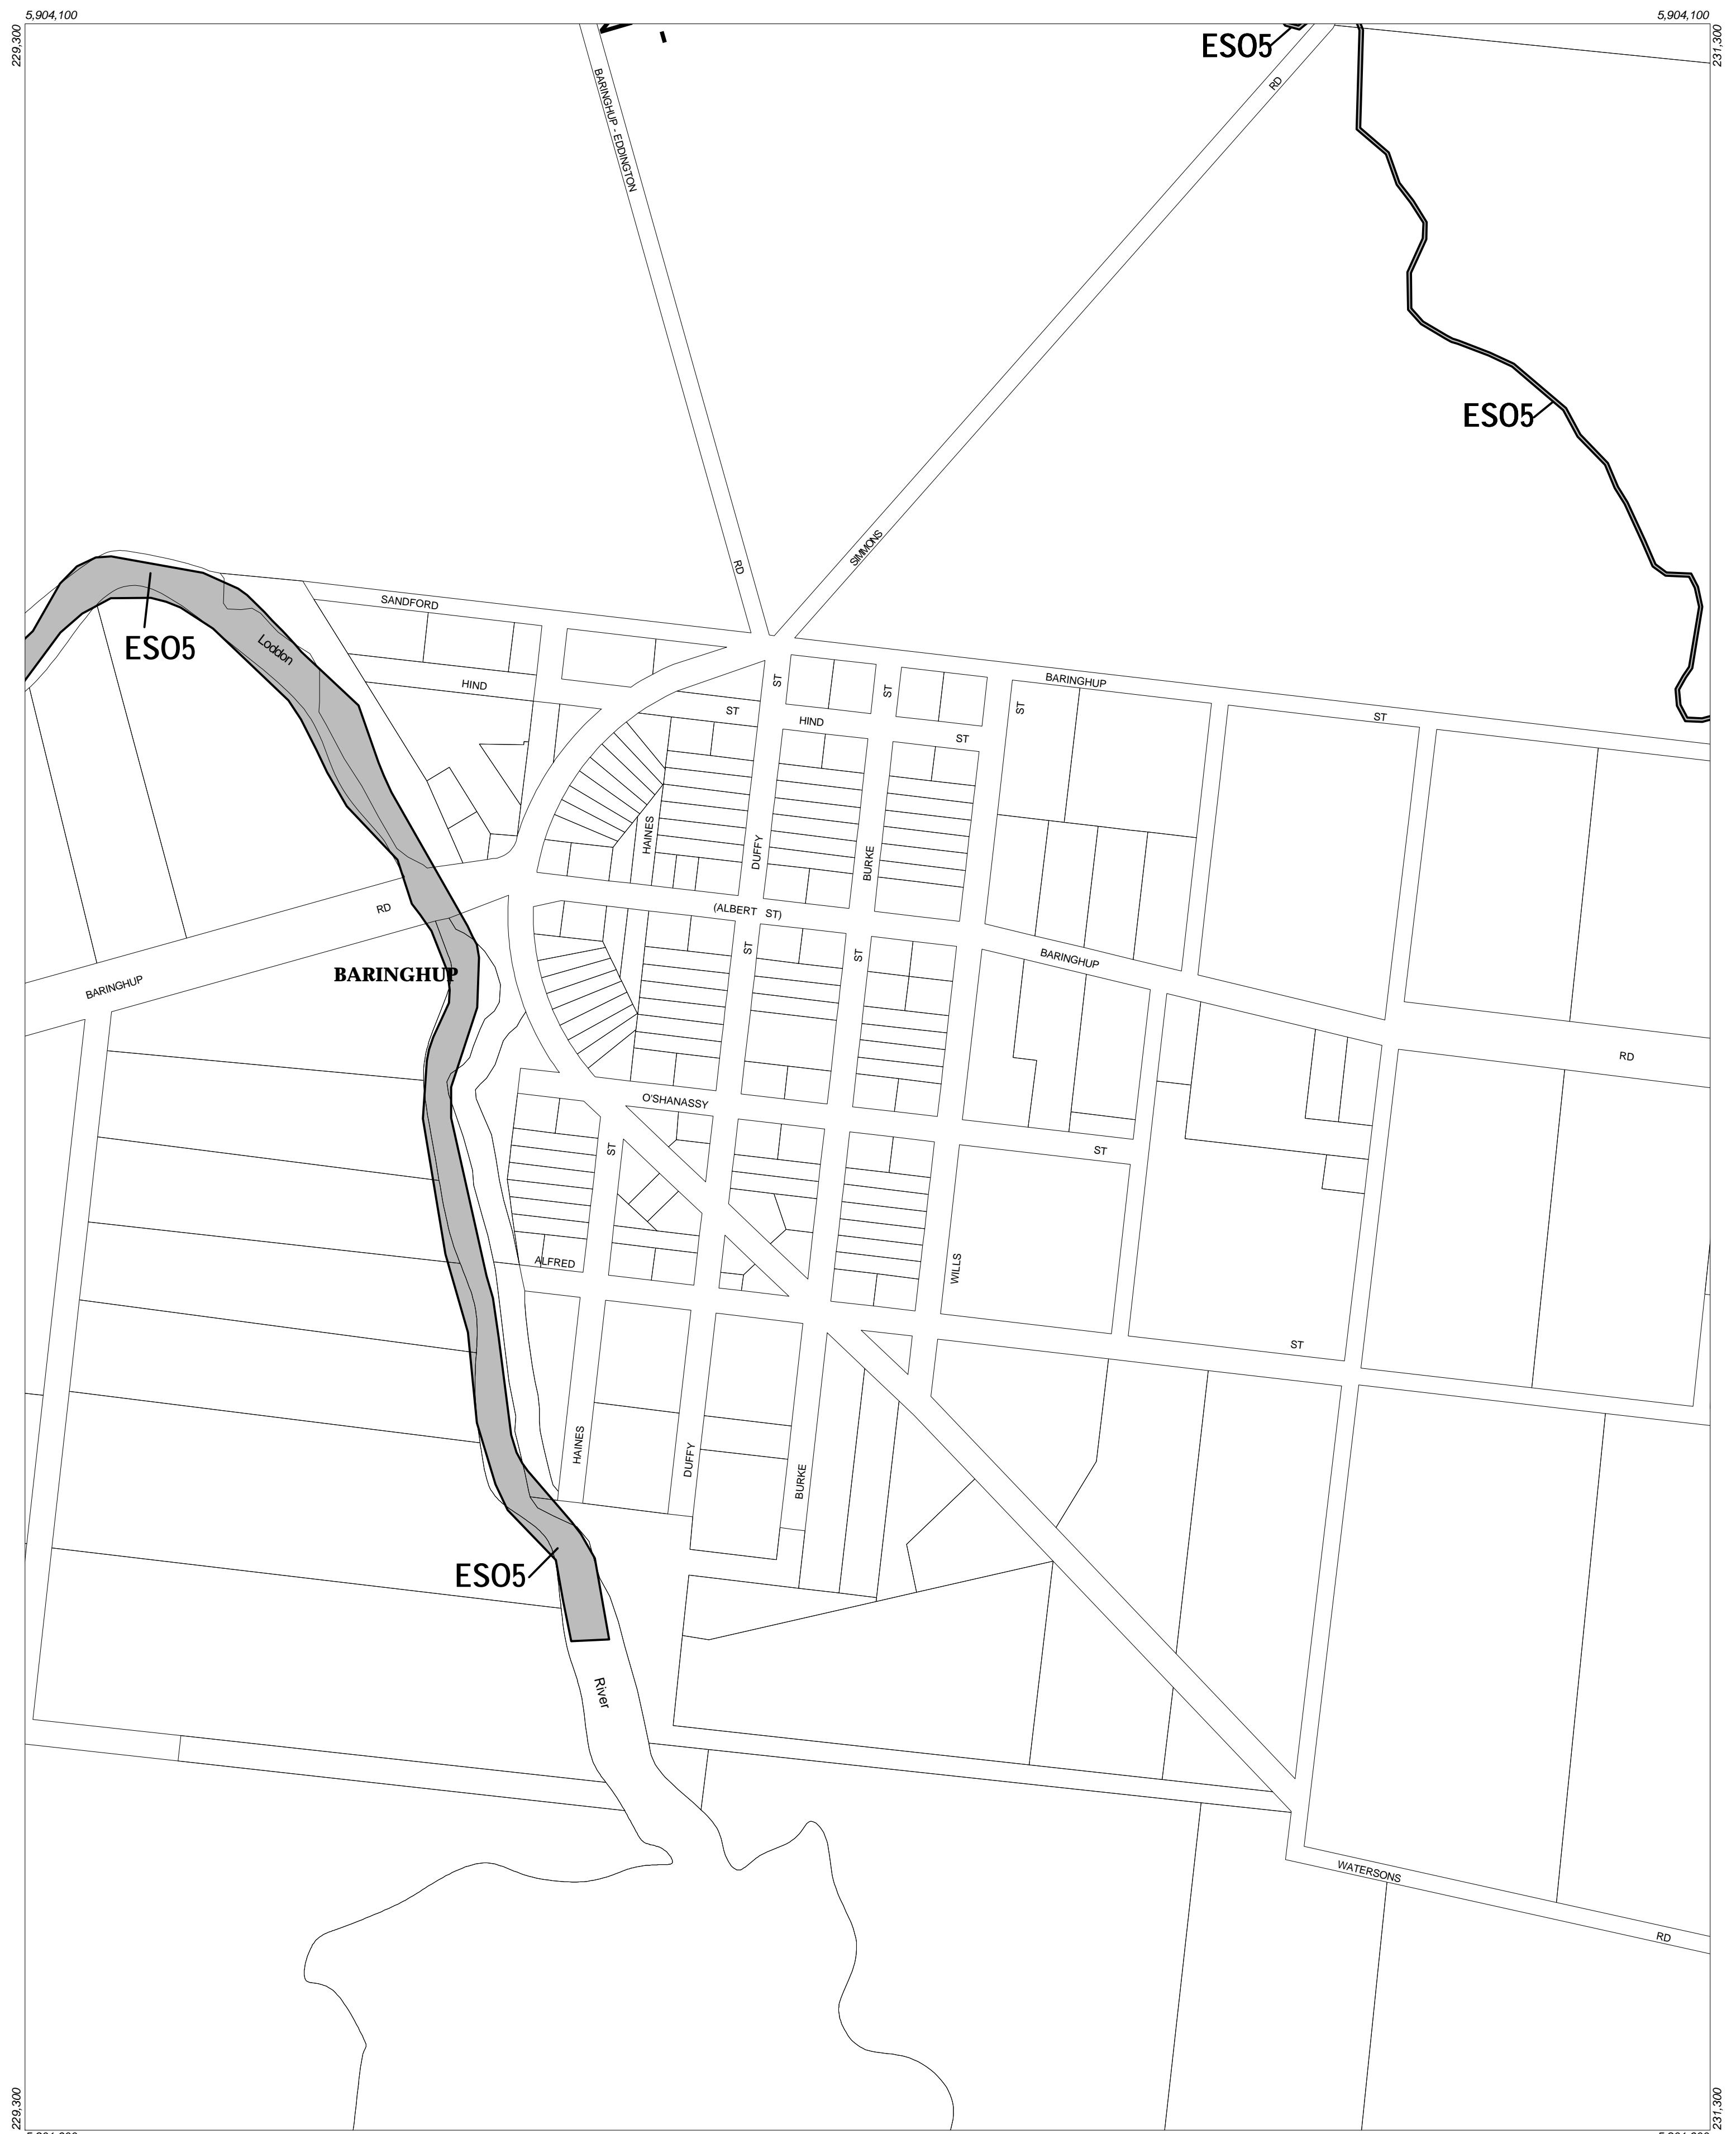 5,904,100
5,904,100
229,300
231,300
ESO5
BARINGHUP - EDDINGTON
RD
ESO5
SIMMONS
RD
SANDFORD
ESO5
Loddon
ST
ST
BARINGHUP
HIND
ST
ST
ST
HIND
ST
HAINES
DUFFY
BURKE
RD
(ALBERT ST)
ST
ST
BARINGHUP
BARINGHUP
BARINGHUP
RD
O'SHANASSY
ST
ST
ALFRED
WILLS
ST
HAINES
DUFFY
BURKE
ESO5
River
WATERSONS
RD
229,300
231,300